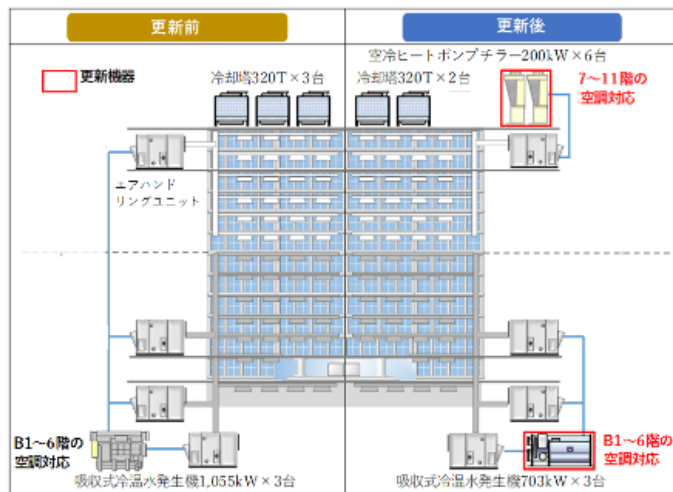 更新前
更新後
更新機器
冷却塔320T×3台
空冷ヒートポンプチラー200kW×6台
冷却塔320T×2台
7～11階の
空調対応
エアハンド
リングユニット
B1～6階の
空調対応
吸収式冷温水発生機1,055kW×3台
B1～6階の
空調対応
吸収式冷温水発生機703kW×3台